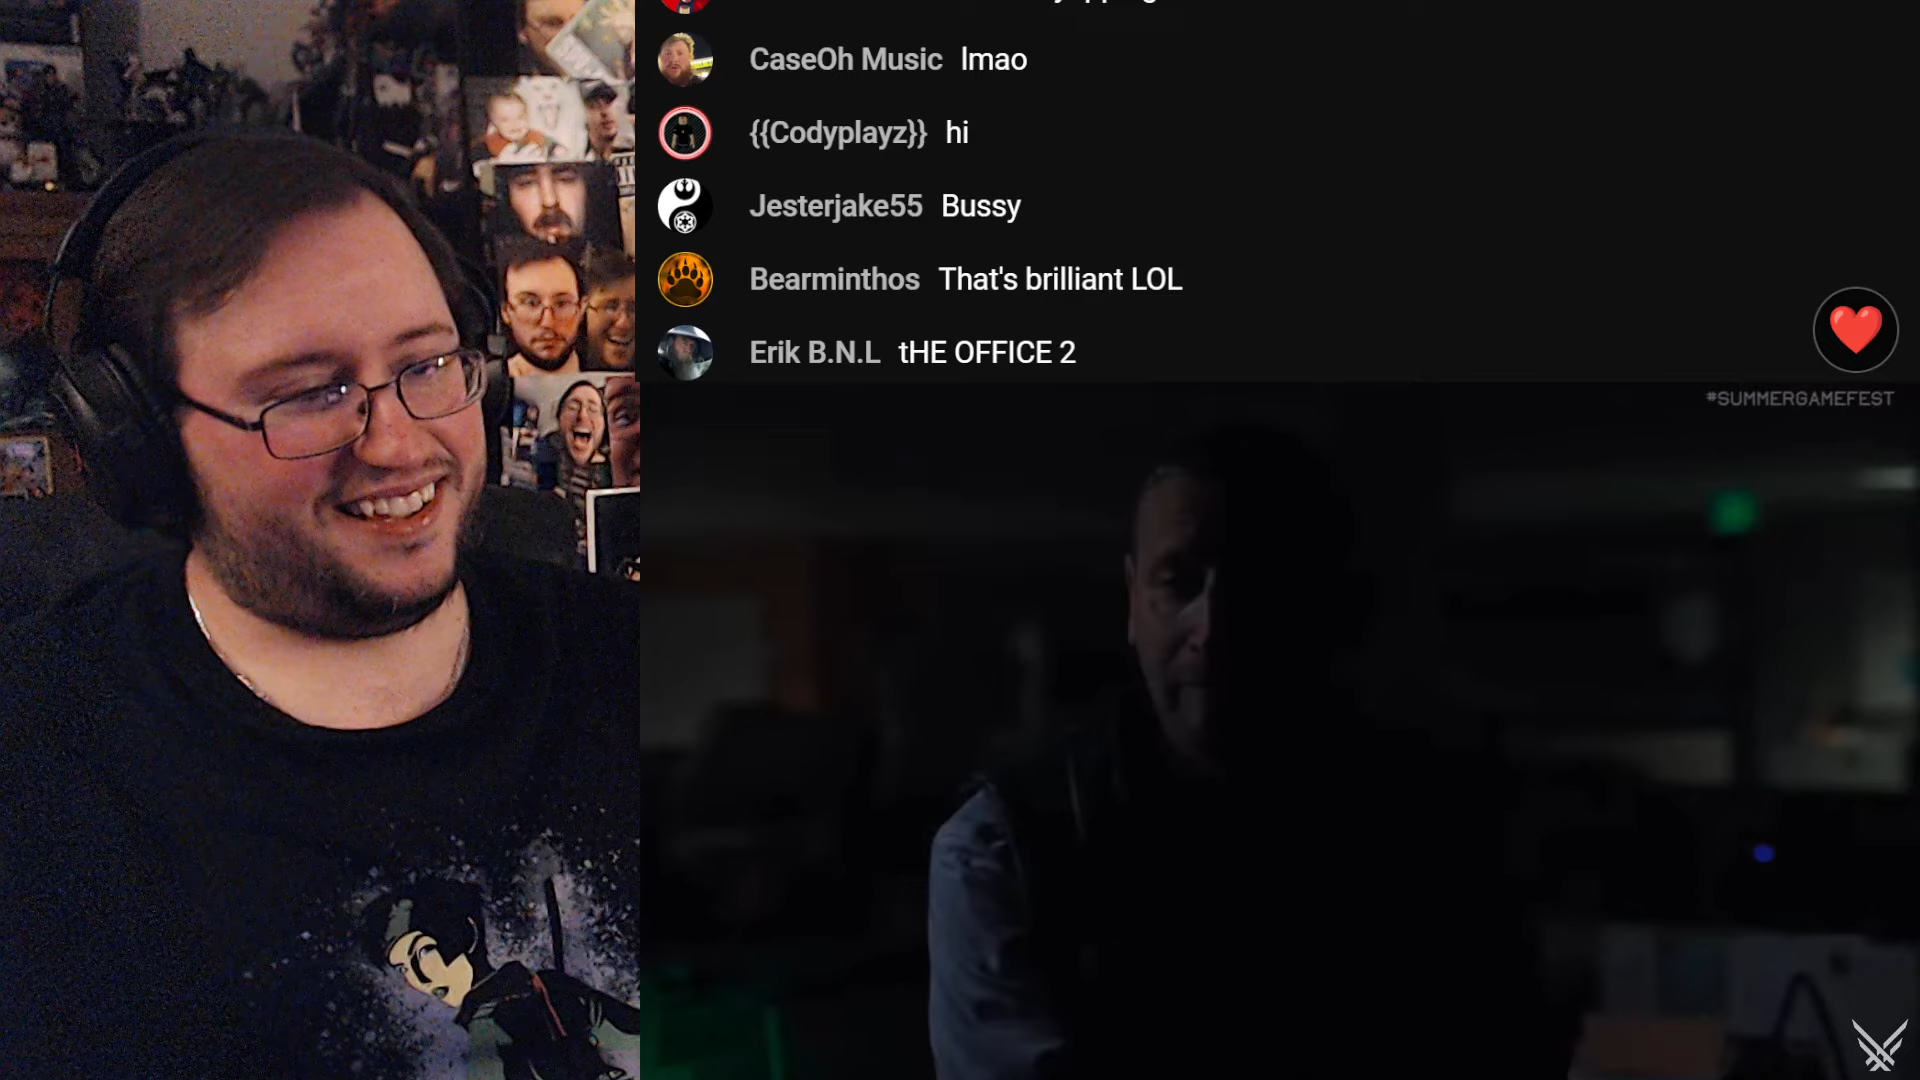 CaseOh Music lmao
{{Codyplayz}} hi
Jesterjake55 Bussy
Bearminthos That's brilliant LOL
Erik B.N.L tHE OFFICE 2
#SUMMERGAMEFEST